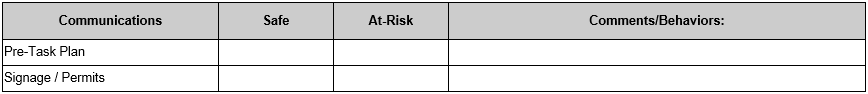 Communications Safe At-Risk Comments/Behaviors:
Pre-Task Plan
Signage / Permits